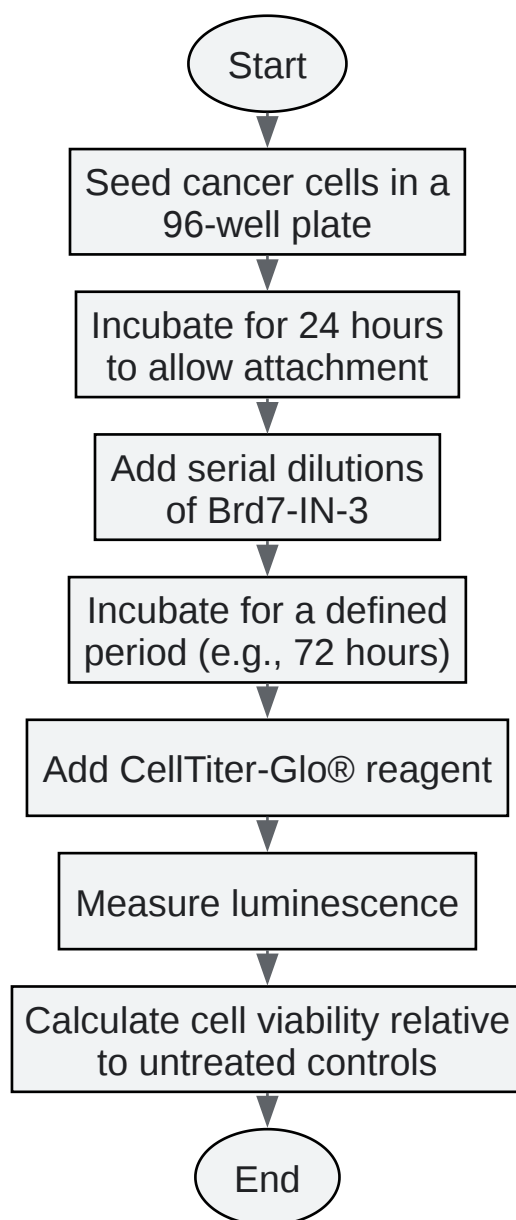 Start
Seed cancer cells in a
96-well plate
Incubate for 24 hours
to allow attachment
Add serial dilutions
of Brd7-IN-3
Incubate for a defined
period (e.g., 72 hours)
Add CellTiter-Glo® reagent
Measure luminescence
Calculate cell viability relative
to untreated controls
End